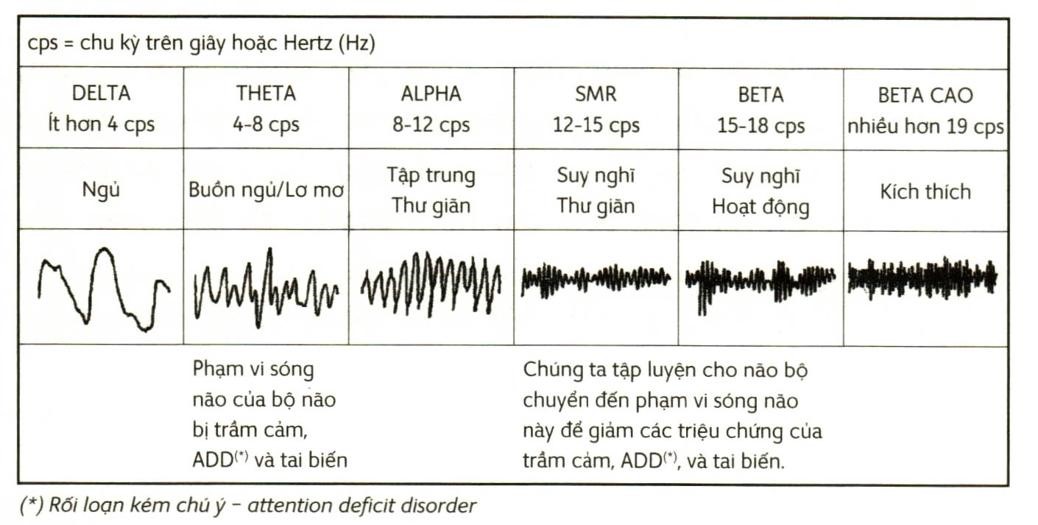 cps = chu kỳ trên giây hoặc Hertz (Hz)
DELTA
Ít hơn 4 cps
THETA
4-8 cps
ALPHA
8-12 cps
SMR
12-15 cps
BETA
15-18 cps
BETA CAO
nhiều hơn 19 cps
Ngủ
Buồn ngủ/Lơ mơ
Tập trung
Thư giãn
Suy nghĩ
Thư giãn
Suy nghĩ
Hoạt động
Kích thích
Phạm vi sóng
não của bộ não
bị trầm cảm,
ADD(*) và tai biến
Chúng ta tập luyện cho não bộ
chuyển đến phạm vi sóng não
này để giảm các triệu chứng của
trầm cảm, ADD(*), và tai biến.
(*) Rối loạn kém chú ý – attention deficit disorder